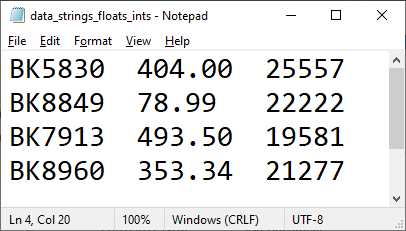 data_strings_floats_ints - Notepad
File Edit Format View Help
BK5830 404.00 25557
BK8849 78.99 22222
BK7913 493.50 19581
BK8960 353.34 21277
Ln 4, Col 20 100% Windows (CRLF) UTF-8